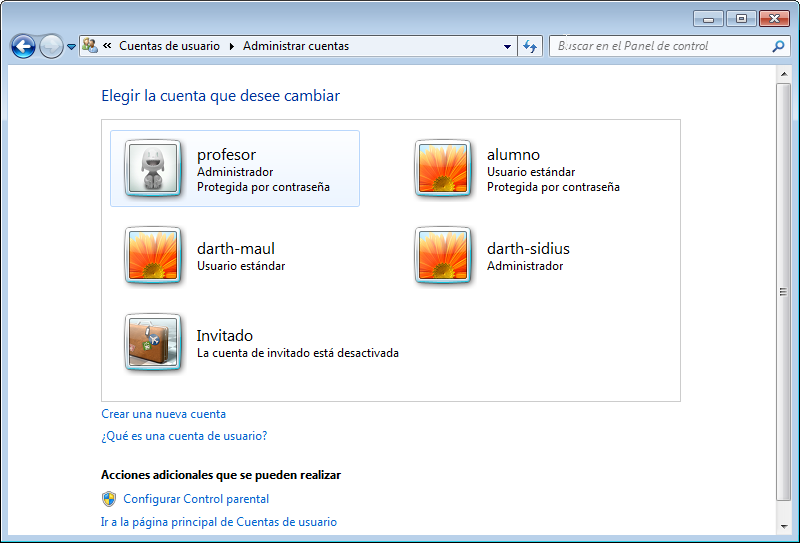 « Cuentas de usuario Administrar cuentas
Buscar en el Panel de control
Elegir la cuenta que desee cambiar
profesor
Administrador
Protegida por contraseña
alumno
Usuario estándar
Protegida por contraseña
darth-maul
Usuario estándar
darth-sidius
Administrador
Invitado
La cuenta de invitado está desactivada
Crear una nueva cuenta
¿Qué es una cuenta de usuario?
Acciones adicionales que se pueden realizar
Configurar Control parental
Ir a la página principal de Cuentas de usuario